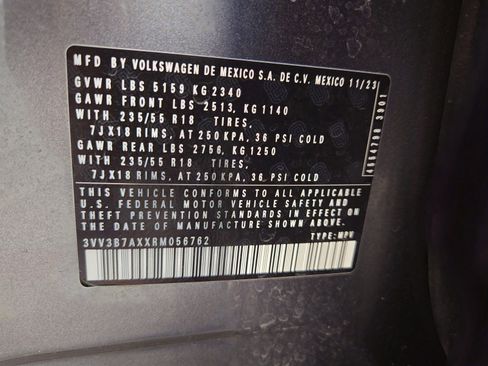 MFD. BY VOLKSWAGEN DE MEXICO S.A. DE C.V. MEXICO 11/23
GVWR LBS 5159 KG 2340
GAWR FRONT LBS 2513, KG 1140
WITH 235/55 R18 TIRES,
7JX18 RIMS, AT 250 KPA, 36 PSI COLD
GAWR REAR LBS 2756, KG 1250
WITH 235/55 R18 TIRES,
7JX18 RIMS, AT 250 KPA, 36 PSI COLD
THIS VEHICLE CONFORMS TO ALL APPLICABLE
U.S. FEDERAL MOTOR VEHICLE SAFETY AND
THEFT PREVENTION STANDARDS IN EFFECT ON
THE DATE OF MANUFACTURE SHOWN ABOVE.
3VV3B7AXXRM056762
TYPE: MPV
3901